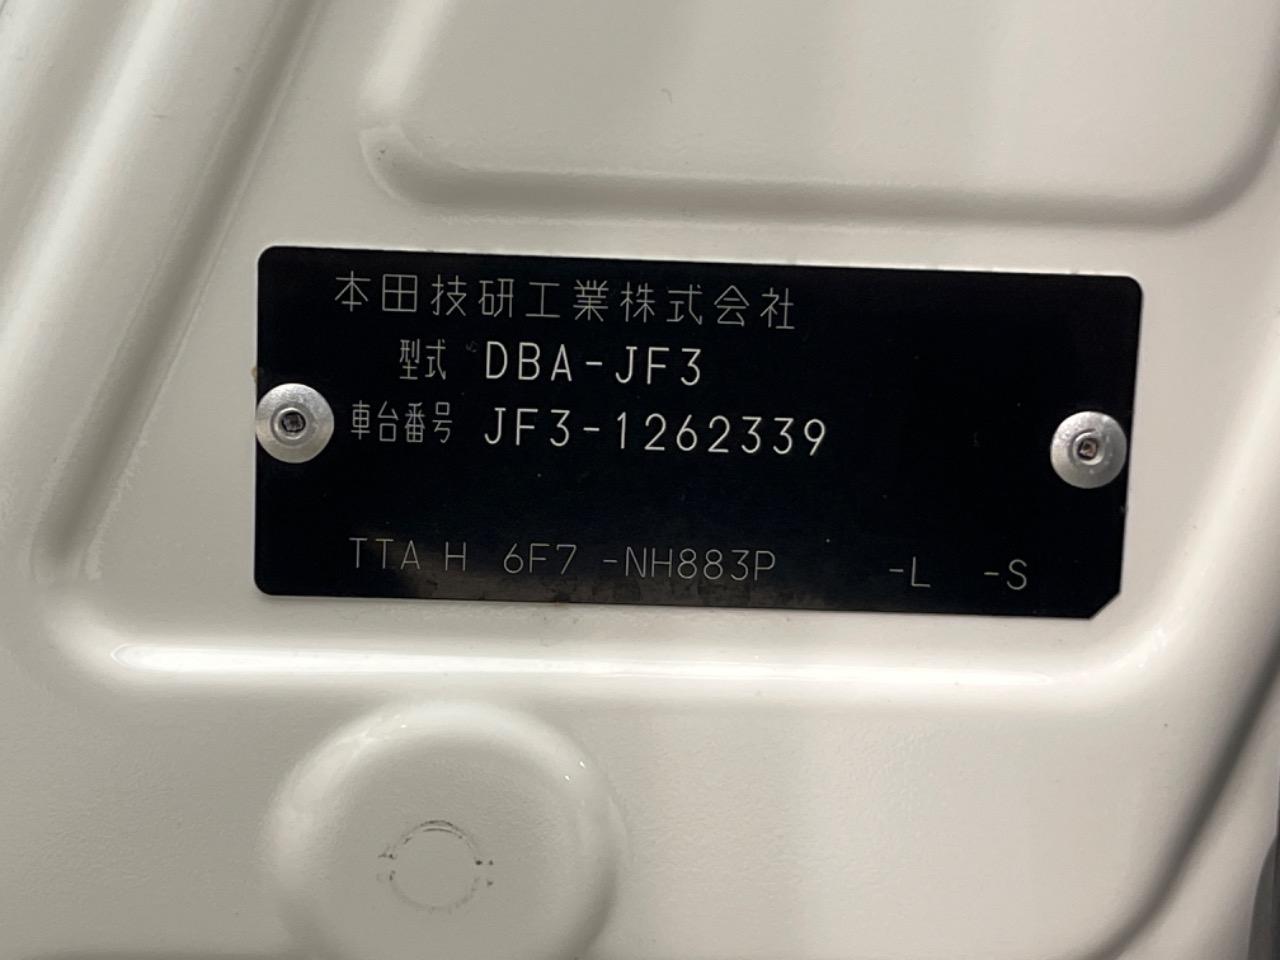 本田技研工業株式会社
型式 DBA-JF3
車台番号 JF3-1262339
TTA H 6F7 -NH883P -L -S